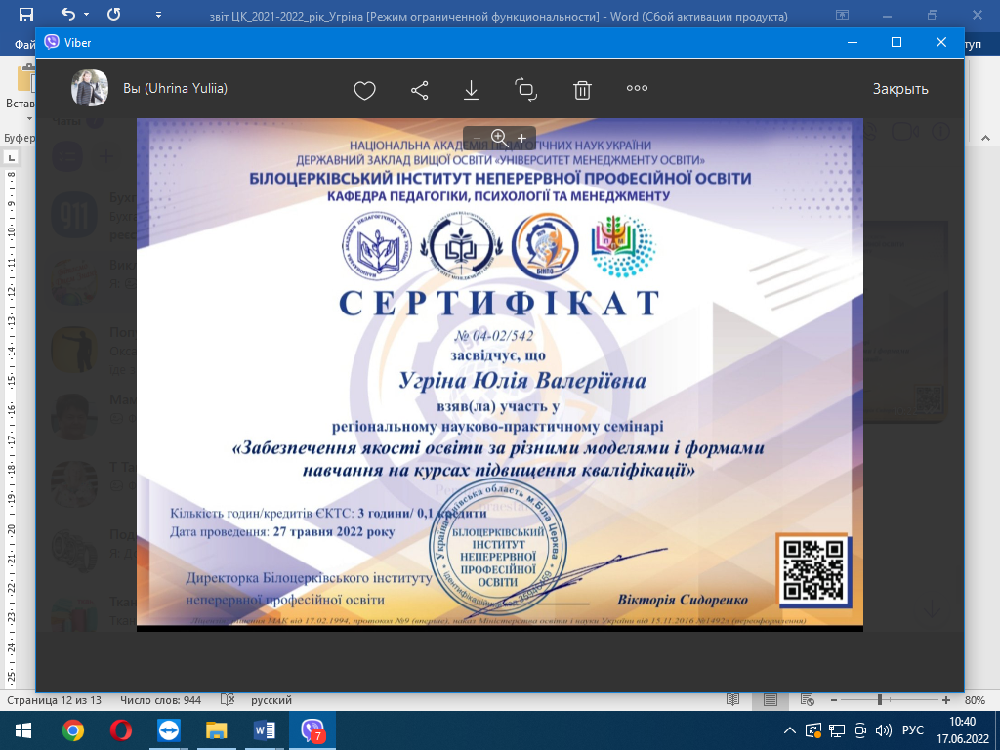 звіт ЦК_2021-2022_рік_Угріна [Режим ограниченной функциональности] - Word (Сбой активации продукта)
Фай
туп
Встав
Буфер
Viber
Вы (Uhrina Yuliia)
Закрыть
НАЦІОНАЛЬНА АКАДЕМІЯ ПЕДАГОГІЧНИХ НАУК УКРАЇНИ
ДЕРЖАВНИЙ ЗАКЛАД ВИЩОЇ ОСВІТИ «УНІВЕРСИТЕТ МЕНЕДЖМЕНТУ ОСВІТИ»
БІЛОЦЕРКІВСЬКИЙ ІНСТИТУТ НЕПЕРЕРВНОЇ ПРОФЕСІЙНОЇ ОСВІТИ
КАФЕДРА ПЕДАГОГІКИ, ПСИХОЛОГІЇ ТА МЕНЕДЖМЕНТУ
БІНПО
ППМ
СЕРТИФІКАТ
№ 04-02/542
засвідчує, що
Угріна Юлія Валеріївна
взяв(ла) участь у
регіональному науково-практичному семінарі
«Забезпечення якості освіти за різними моделями і формами
навчання на курсах підвищення кваліфікації»
Кількість годин/кредитів ЄКТС: 3 години/ 0,1 кредити
Дата проведення: 27 травня 2022 року
Україна Київська область м.Біла Церква
БІЛОЦЕРКІВСЬКИЙ
ІНСТИТУТ
НЕПЕРЕРВНОЇ
ПРОФЕСІЙНОЇ
ОСВІТИ
Директорка Білоцерківського інституту
неперервної професійної освіти
Вікторія Сидоренко
МАК від 17.02.1994, протокол №9 (вперше), наказ Міністерства освіти і науки України від 15.11.2016 №1492л (переоформлення)
Страница 12 из 13
Число слов: 944
русский
80%
7
РУС
10:40
17.06.2022